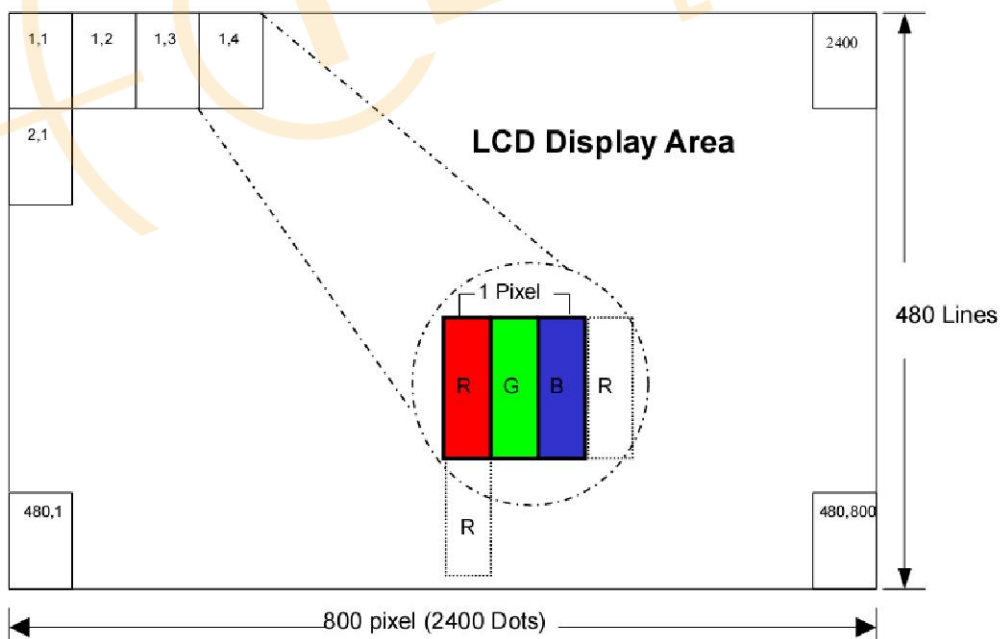 1,1 1,2 1,3 1,4 2400
2,1
LCD Display Area
1 Pixel
480 Lines
R G B R
480,1 480,800
R
800 pixel (2400 Dots)